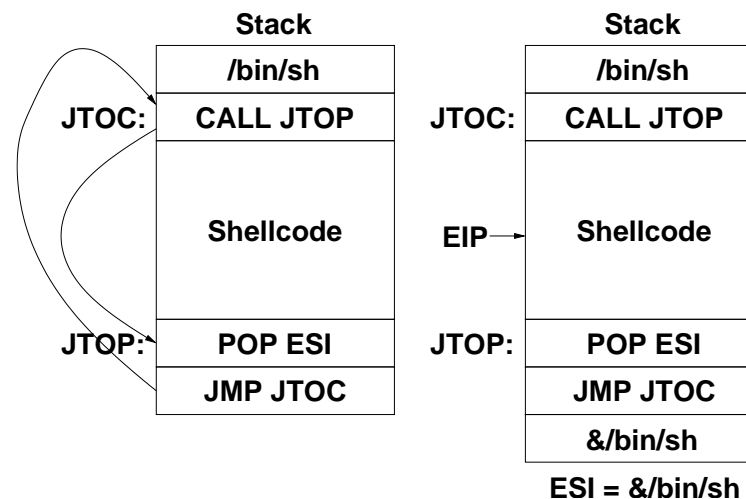 Stack
/bin/sh
JTOC: CALL JTOP
Shellcode
JTOP: POP ESI
JMP JTOC
Stack
/bin/sh
JTOC: CALL JTOP
EIP Shellcode
JTOP: POP ESI
JMP JTOC
&/bin/sh
ESI = &/bin/sh